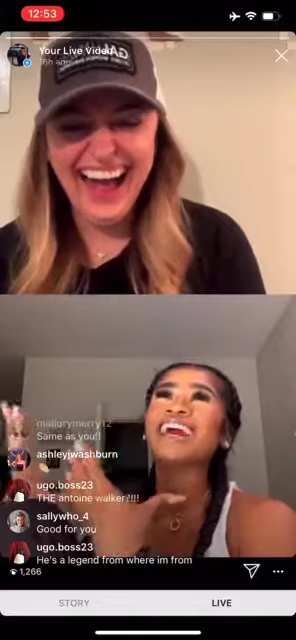 12:53
Your Live Video
16h ago
mallorymerry12
Same as you!!
ashleyjwashburn
ugo.boss23
THE antoine walker?!!!
sallywho_4
Good for you
ugo.boss23
He's a legend from where im from
1,266
STORY
LIVE